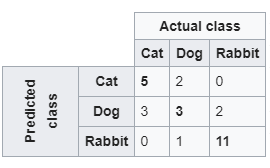 Actual class
Cat Dog Rabbit
Predicted
class
Cat 5 2 0
Dog 3 3 2
Rabbit 0 1 11